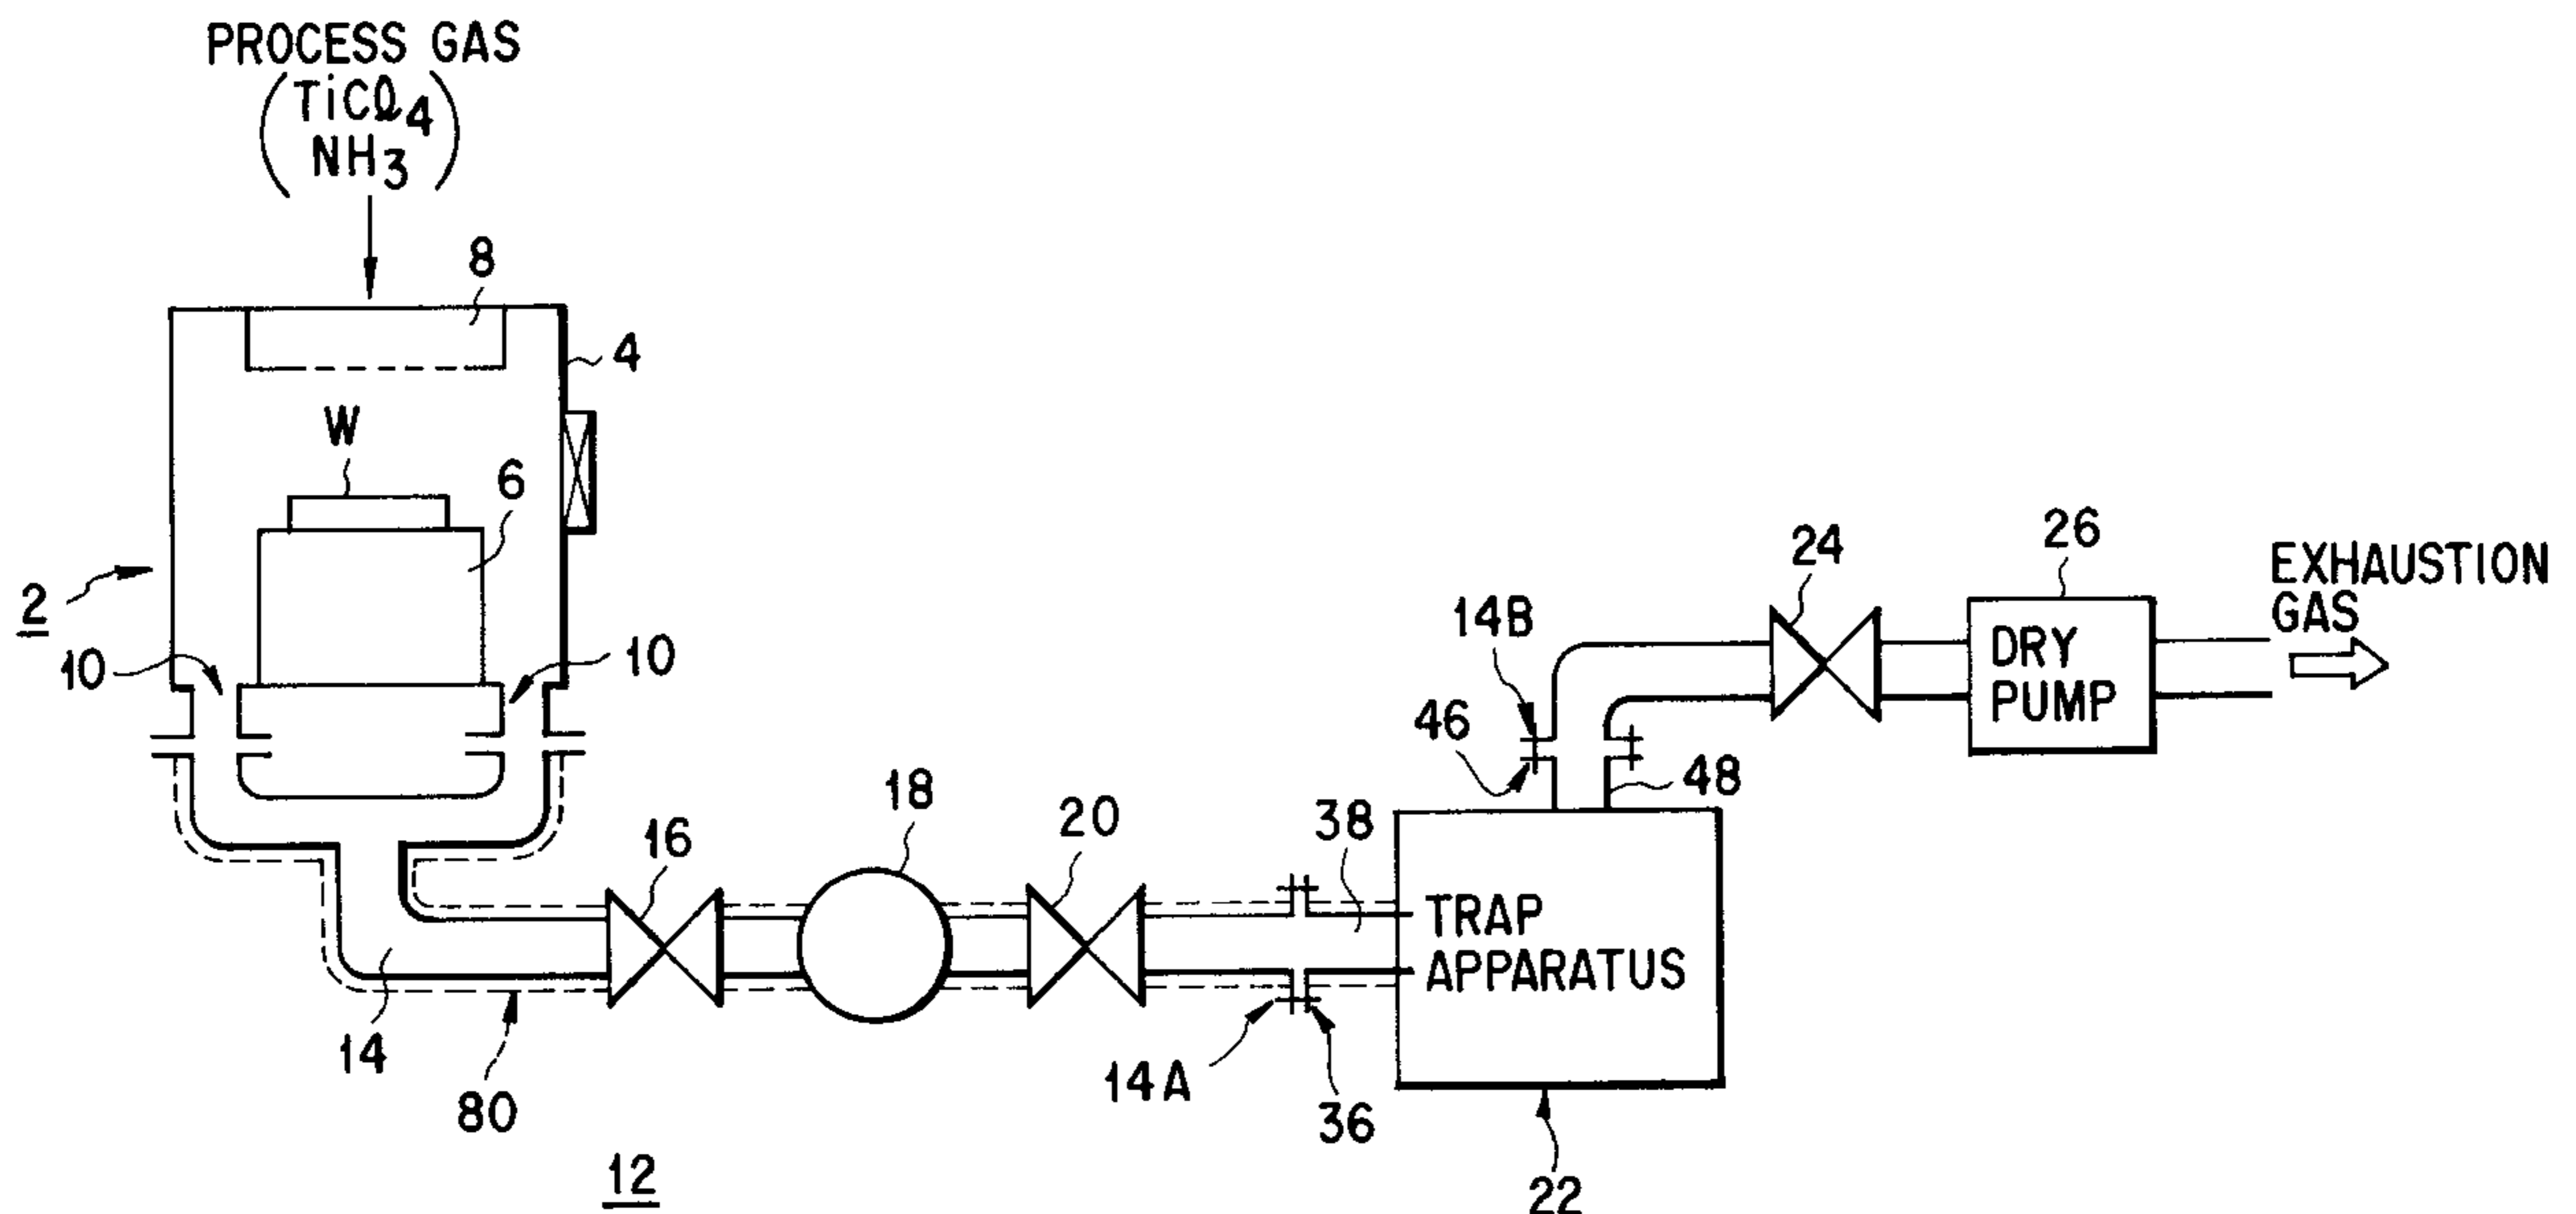 PROCESS GAS
(TiCl4
NH3)
8
4
W
6
2
10
10
14
80
12
16
18
20
14A
36
38
TRAP
APPARATUS
22
46
14B
48
24
26
DRY
PUMP
EXHAUSTION
GAS